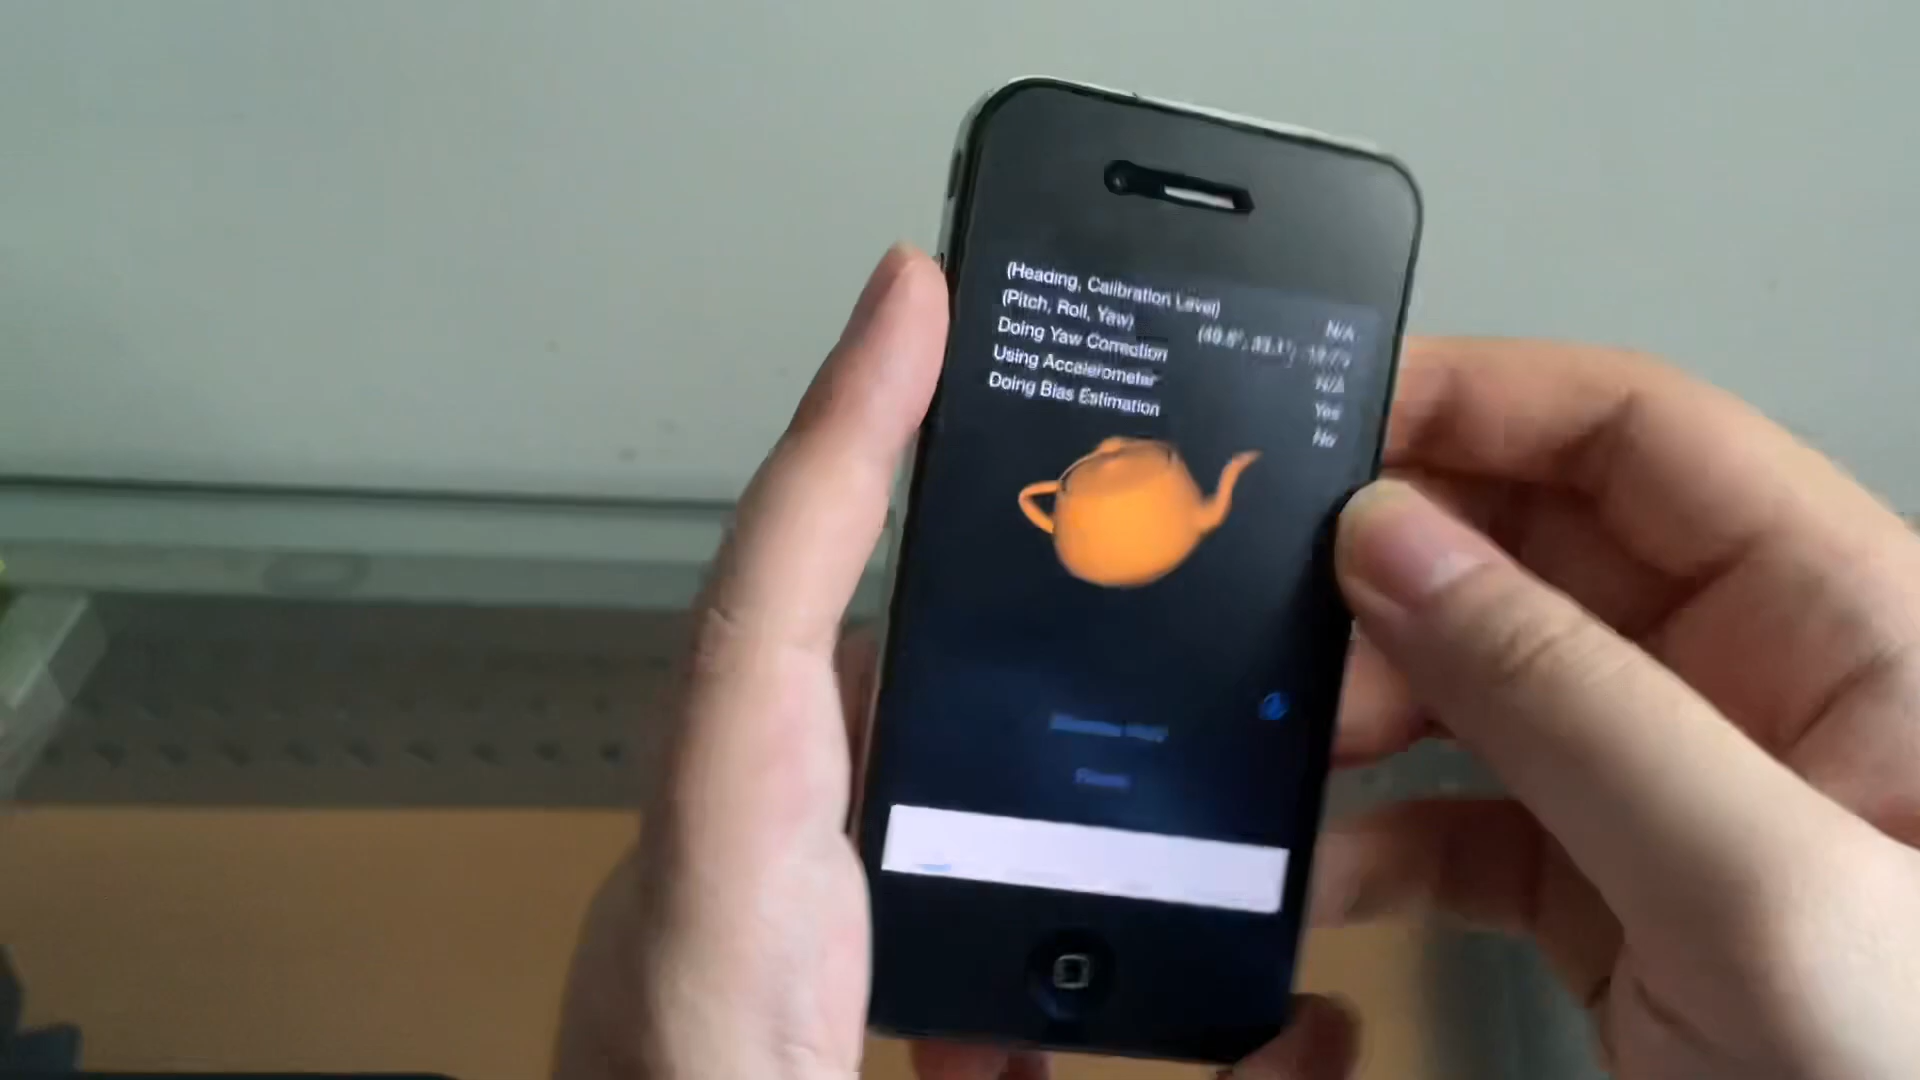 (Heading, Calibration Level) N/A
(Pitch, Roll, Yaw)
Doing Yaw Correction N/A
Using Accelerometer Yes
Doing Bias Estimation No